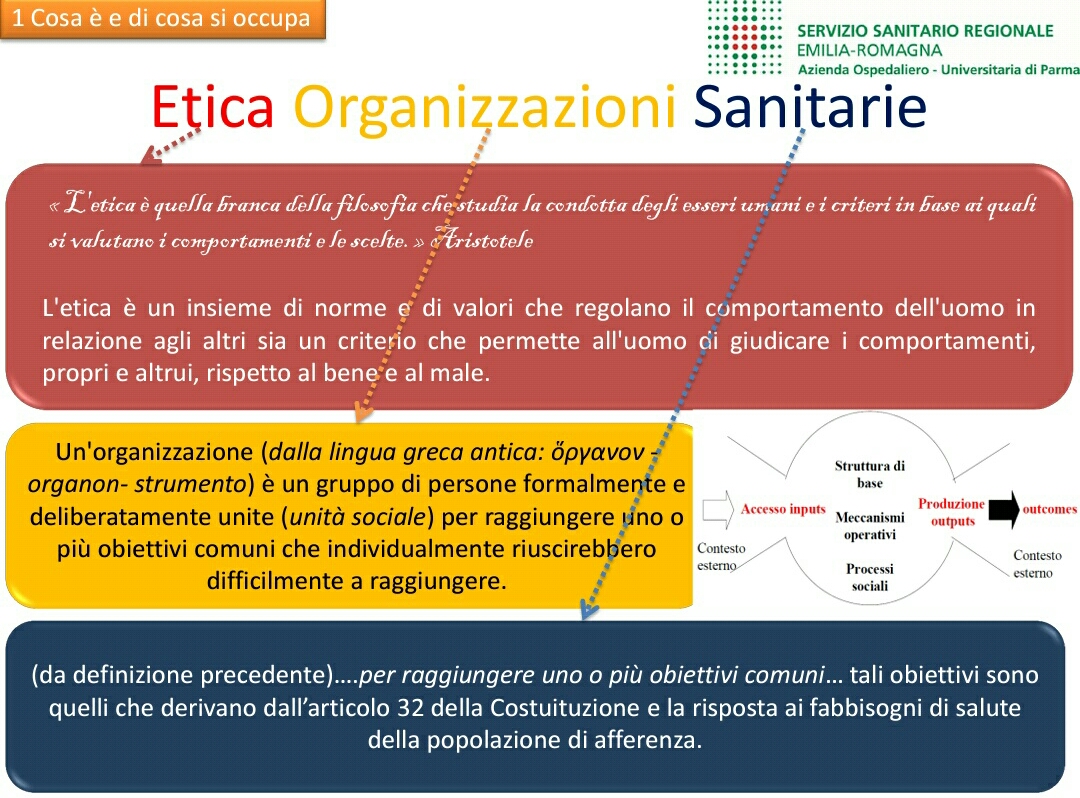 1 Cosa è e di cosa si occupa
SERVIZIO SANITARIO REGIONALE
EMILIA-ROMAGNA
Azienda Ospedaliero - Universitaria di Parma
Etica Organizzazioni Sanitarie
« L'etica è quella branca della filosofia che studia la condotta degli esseri umani e i criteri in base ai quali
si valutano i comportamenti e le scelte. » Aristotele
L'etica è un insieme di norme e di valori che regolano il comportamento dell'uomo in
relazione agli altri sia un criterio che permette all'uomo di giudicare i comportamenti,
propri e altrui, rispetto al bene e al male.
Un'organizzazione (dalla lingua greca antica: ὄργανον -
organon- strumento) è un gruppo di persone formalmente e
deliberatamente unite (unità sociale) per raggiungere uno o
più obiettivi comuni che individualmente riuscirebbero
difficilmente a raggiungere.
Struttura di
base
Accesso inputs
Meccanismi
operativi
Produzione
outputs
outcomes
Contesto
esterno
Processi
sociali
Contesto
esterno
(da definizione precedente)....per raggiungere uno o più obiettivi comuni... tali obiettivi sono
quelli che derivano dall’articolo 32 della Costuituzione e la risposta ai fabbisogni di salute
della popolazione di afferenza.